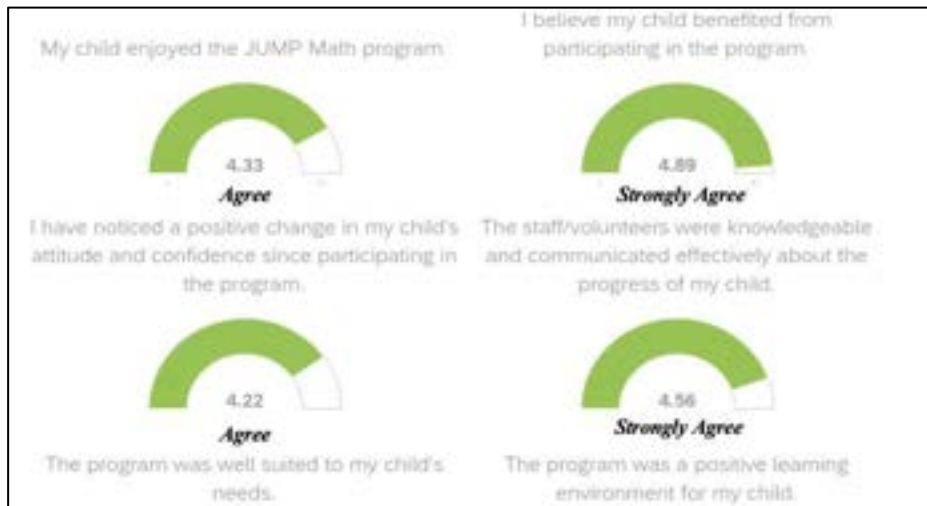 My child enjoyed the JUMP Math program
I believe my child benefited from
participating in the program
4.33
Agree
4.89
Strongly Agree
I have noticed a positive change in my child's
attitude and confidence since participating in
the program.
The staff/volunteers were knowledgeable
and communicated effectively about the
progress of my child.
4.22
Agree
4.56
Strongly Agree
The program was well suited to my child's
needs.
The program was a positive learning
environment for my child.